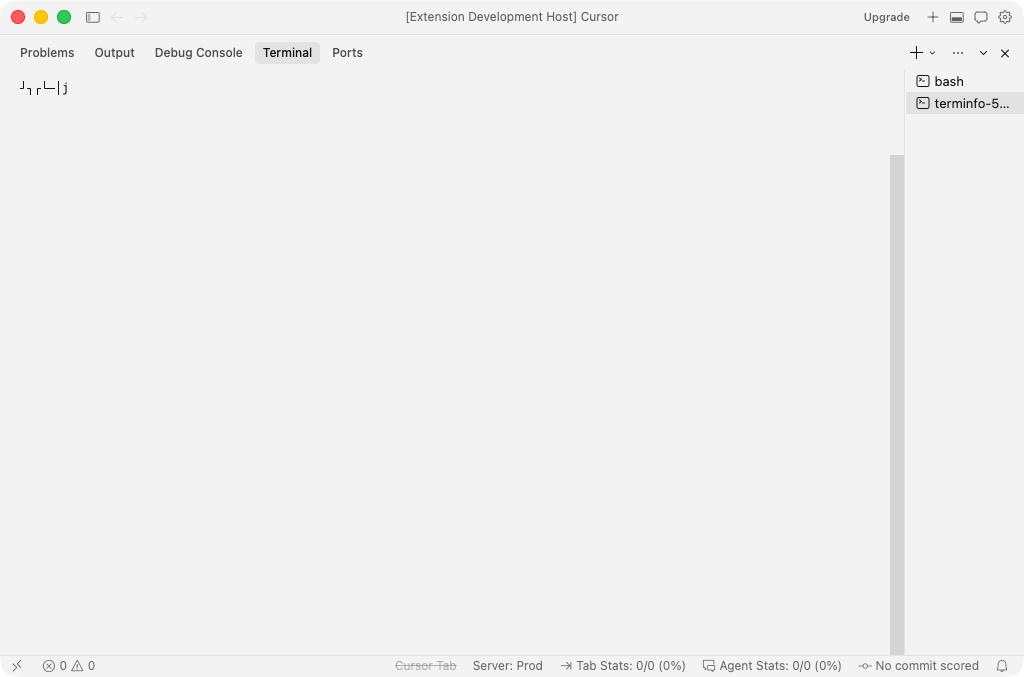 [Extension Development Host] Cursor
Upgrade
Problems Output Debug Console Terminal Ports
┘┐┌└─│j
bash
terminfo-5...
0 0 Cursor Tab Server: Prod Tab Stats: 0/0 (0%) Agent Stats: 0/0 (0%) No commit scored